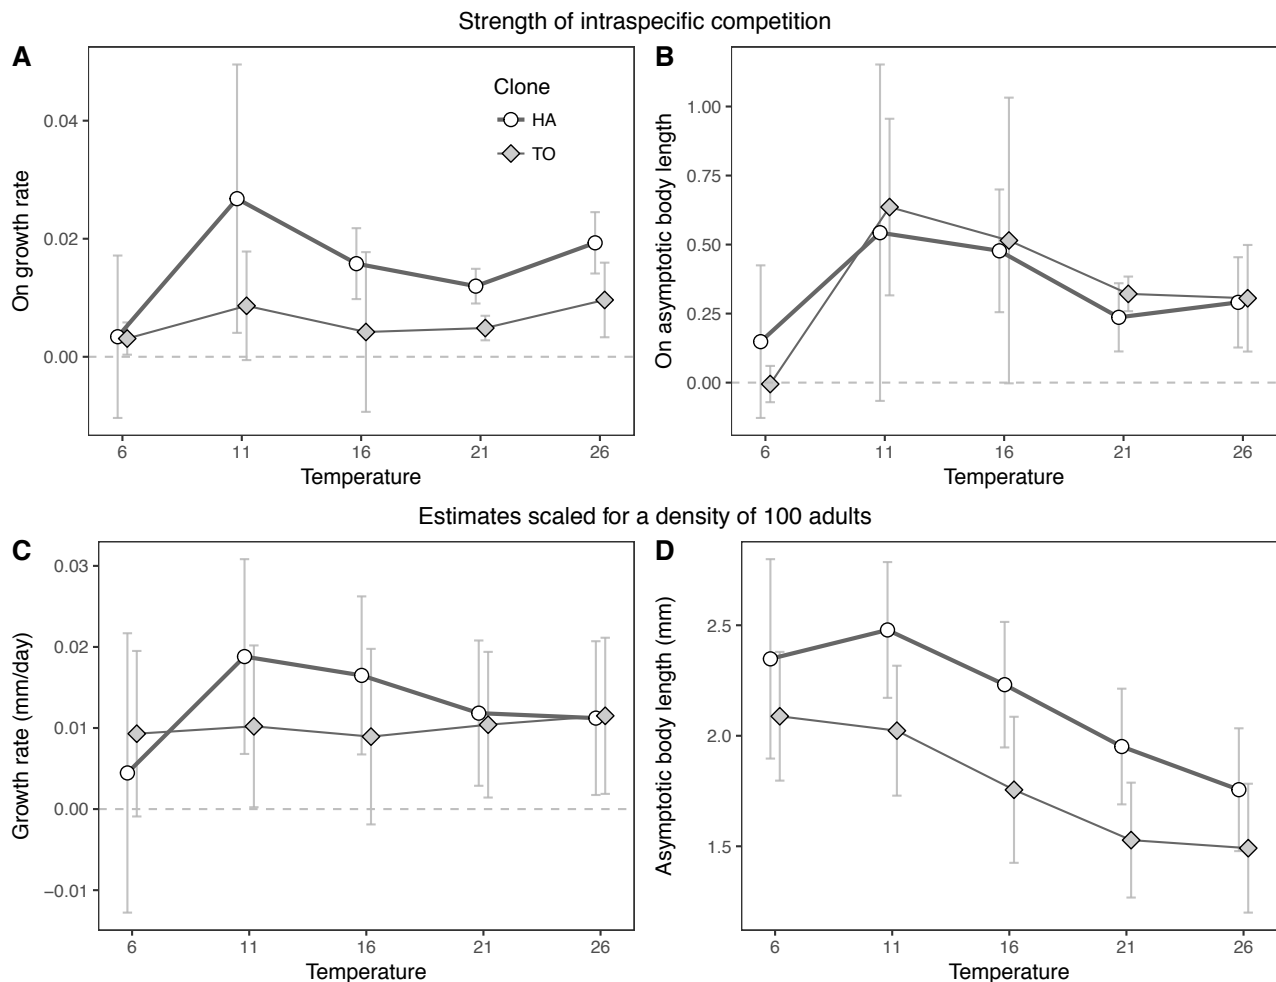 Strength of intraspecific competition
A
B
Clone
HA
TO
On growth rate
0.04
0.02
0.00
6 11 16 21 26
Temperature
On asymptotic body length
1.00
0.75
0.50
0.25
0.00
6 11 16 21 26
Temperature
Estimates scaled for a density of 100 adults
C
D
Growth rate (mm/day)
0.03
0.02
0.01
0.00
−0.01
6 11 16 21 26
Temperature
Asymptotic body length (mm)
2.5
2.0
1.5
6 11 16 21 26
Temperature